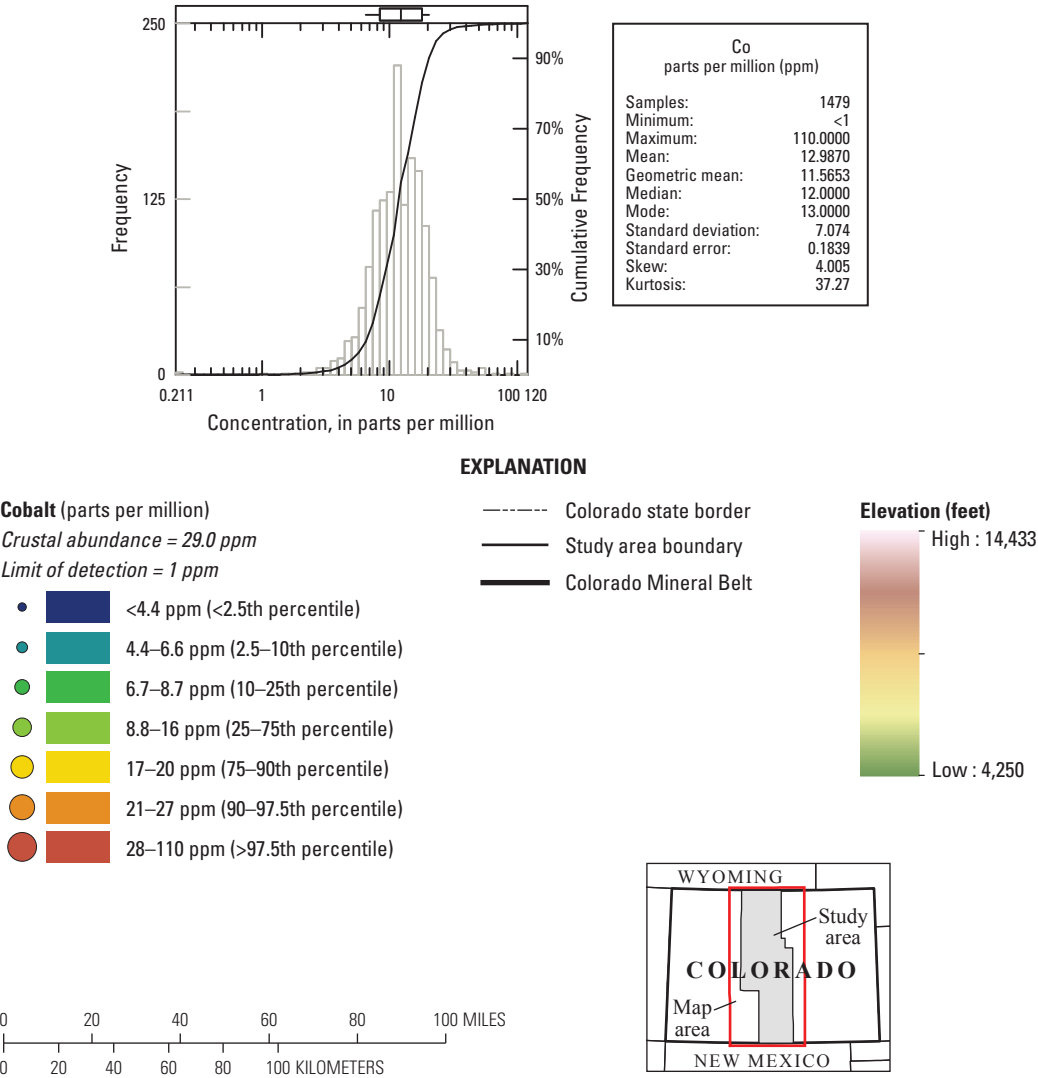 250
125
0
Frequency
0.211
1
10
100 120
Concentration, in parts per million
90%
70%
50%
30%
10%
Cumulative Frequency
Co
parts per million (ppm)
Samples: 1479
Minimum: <1
Maximum: 110.0000
Mean: 12.9870
Geometric mean: 11.5653
Median: 12.0000
Mode: 13.0000
Standard deviation: 7.074
Standard error: 0.1839
Skew: 4.005
Kurtosis: 37.27
EXPLANATION
Cobalt (parts per million)
Crustal abundance = 29.0 ppm
Limit of detection = 1 ppm
<4.4 ppm (<2.5th percentile)
4.4–6.6 ppm (2.5–10th percentile)
6.7–8.7 ppm (10–25th percentile)
8.8–16 ppm (25–75th percentile)
17–20 ppm (75–90th percentile)
21–27 ppm (90–97.5th percentile)
28–110 ppm (>97.5th percentile)
Colorado state border
Study area boundary
Colorado Mineral Belt
Elevation (feet)
High : 14,433
Low : 4,250
WYOMING
Study
area
COLORADO
Map
area
NEW MEXICO
0 20 40 60 80 100 MILES
0 20 40 60 80 100 KILOMETERS